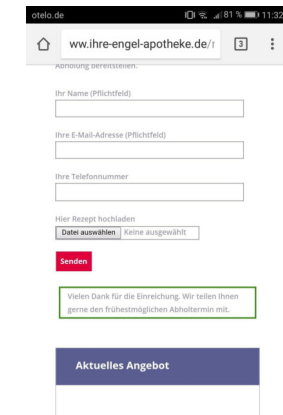 otelo.de 81 % 11:32
ww.ihre-engel-apotheke.de/r 3
Abholung bereitstellen.
Ihr Name (Pflichtfeld)
Ihre E-Mail-Adresse (Pflichtfeld)
Ihre Telefonnummer
Hier Rezept hochladen
Datei auswählen Keine ausgewählt
Senden
Vielen Dank für die Einreichung. Wir teilen Ihnen
gerne den frühestmöglichen Abholtermin mit.
Aktuelles Angebot